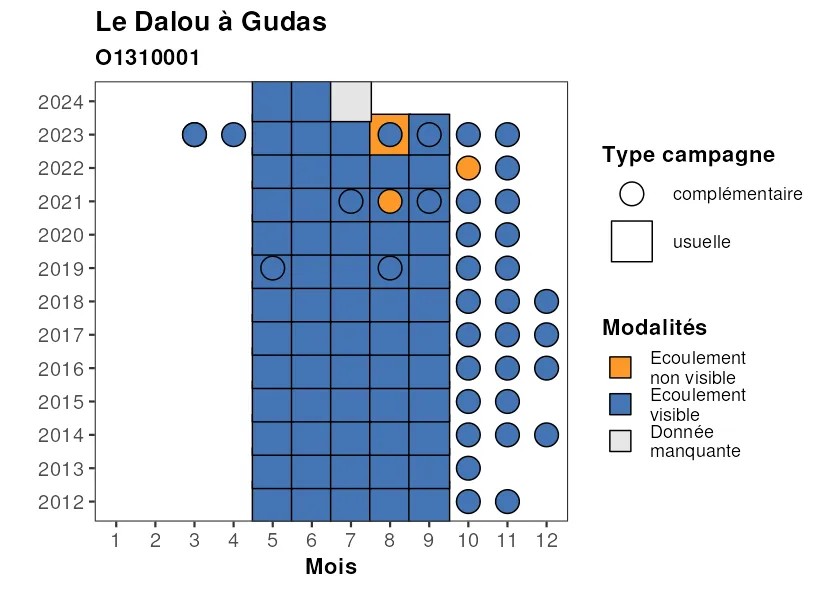 Le Dalou à Gudas
O1310001
2024
2023
2022
2021
2020
2019
2018
2017
2016
2015
2014
2013
2012
1 2 3 4 5 6 7 8 9 10 11 12
Mois
Type campagne
complémentaire
usuelle
Modalités
Ecoulement
non visible
Ecoulement
visible
Donnée
manquante